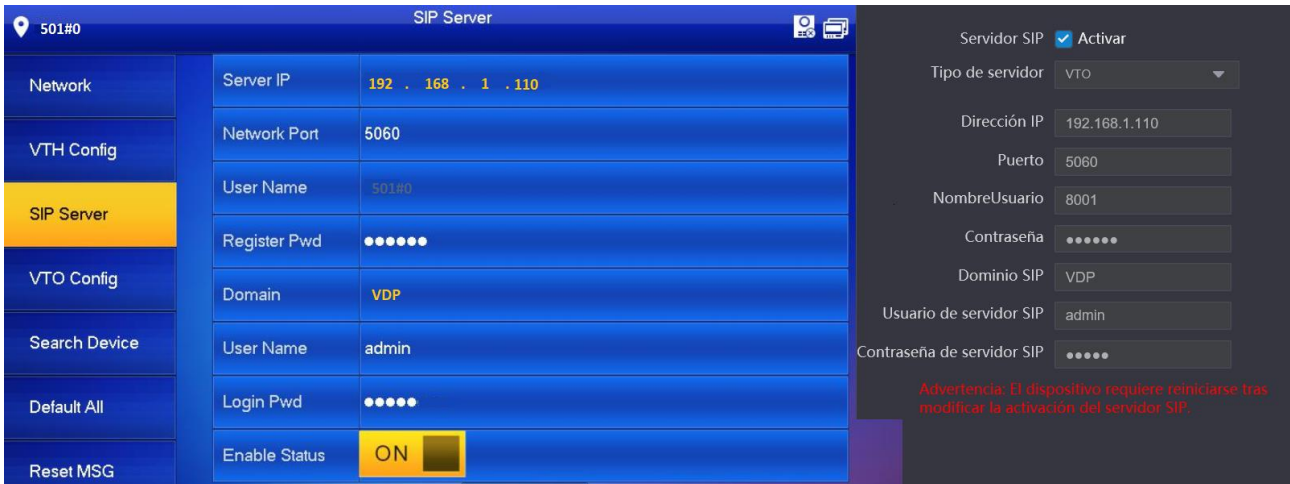 501#0
SIP Server
Network
VTH Config
SIP Server
VTO Config
Search Device
Default All
Reset MSG
Server IP 192 . 168 . 1 . 110
Network Port 5060
User Name 501#0
Register Pwd ●●●●●●
Domain VDP
User Name admin
Login Pwd ●●●●●
Enable Status ON
Servidor SIP Activar
Tipo de servidor VTO
Dirección IP 192.168.1.110
Puerto 5060
NombreUsuario 8001
Contraseña ●●●●●●
Dominio SIP VDP
Usuario de servidor SIP admin
Contraseña de servidor SIP ●●●●●
Advertencia: El dispositivo requiere reiniciarse tras
modificar la activación del servidor SIP.